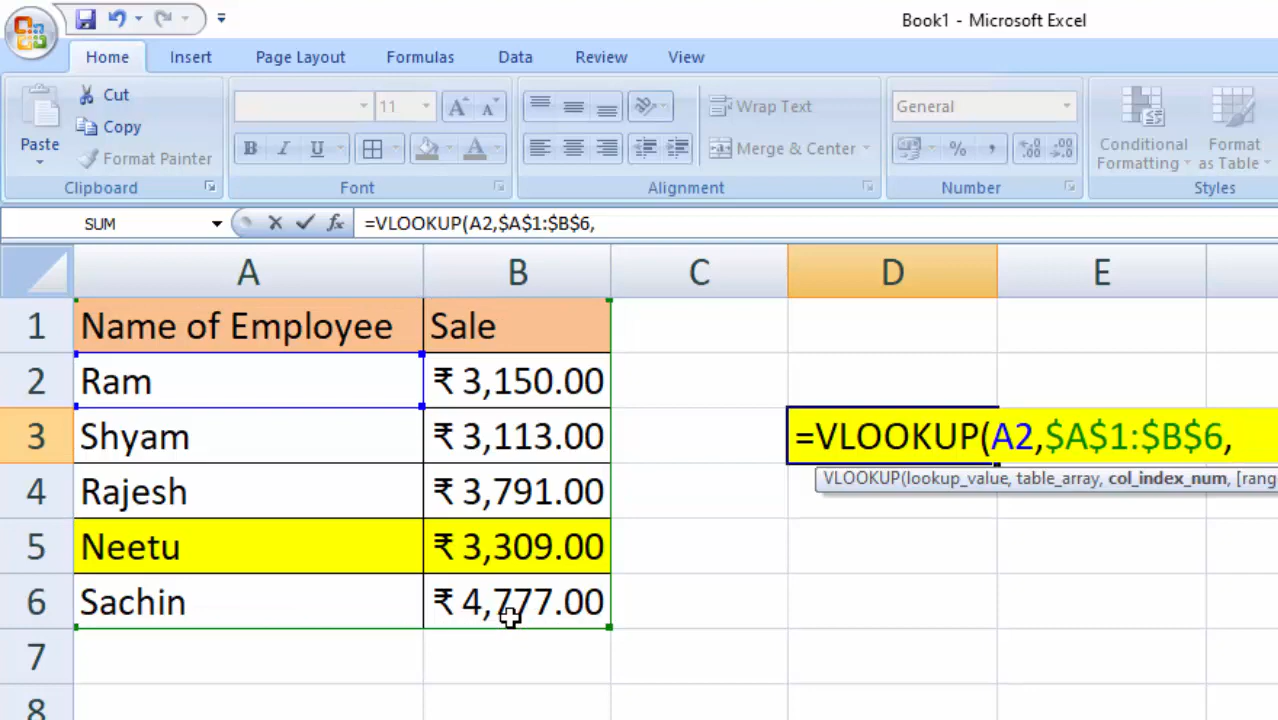 Book1 - Microsoft Excel
Home Insert Page Layout Formulas Data Review View
Cut
Copy
Format Painter
Paste
Clipboard
11
Font
Wrap Text
Merge & Center
Alignment
General
Number
Conditional Formatting
Format as Table
Styles
SUM =VLOOKUP(A2,$A$1:$B$6,
A B C D E
1 Name of Employee Sale
2 Ram ₹ 3,150.00
3 Shyam ₹ 3,113.00 =VLOOKUP(A2,$A$1:$B$6,
VLOOKUP(lookup_value, table_array, col_index_num, [rang
4 Rajesh ₹ 3,791.00
5 Neetu ₹ 3,309.00
6 Sachin ₹ 4,777.00
7
8